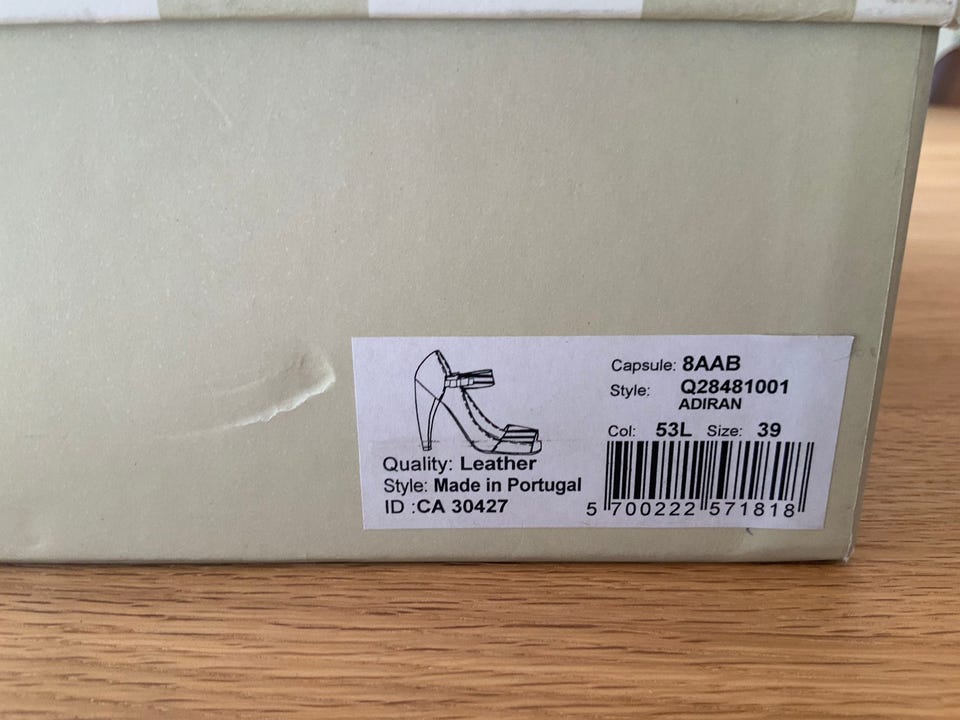 Capsule: 8AAB
Style: Q28481001
ADIRAN
Col: 53L Size: 39
Quality: Leather
Style: Made in Portugal
ID :CA 30427
5 700222 571818